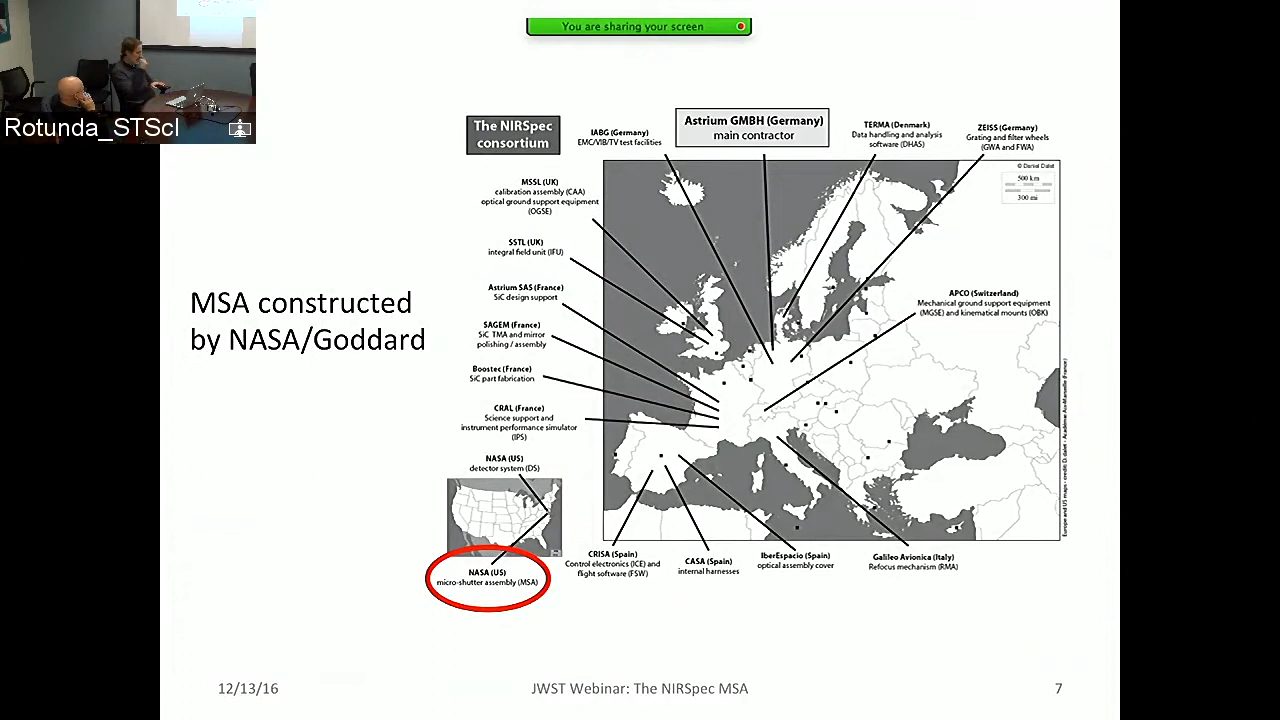 You are sharing your screen
Rotunda_STScI
The NIRSpec
consortium
IABG (Germany)
EMC/VIB/TV test facilities
Astrium GMBH (Germany)
main contractor
TERMA (Denmark)
Data handling and analysis
software (DHAS)
ZEISS (Germany)
Grating and filter wheels
(GWA and FWA)
© Daniel Dalet
500 km
300 mi
MSSL (UK)
calibration assembly (CAA)
optical ground support equipment
(OGSE)
SSTL (UK)
integral field unit (IFU)
Astrium SAS (France)
SiC design support
SAGEM (France)
SiC TMA and mirror
polishing / assembly
Boostec (France)
SiC part fabrication
CRAL (France)
Science support and
instrument performance simulator
(IPS)
NASA (US)
detector system (DS)
NASA (US)
micro-shutter assembly (MSA)
APCO (Switzerland)
Mechanical ground support equipment
(MGSE) and kinematical mounts (OBK)
CRISA (Spain)
Control electronics (ICE) and
flight software (FSW)
CASA (Spain)
internal harnesses
IberEspacio (Spain)
optical assembly cover
Galileo Avionica (Italy)
Refocus mechanism (RMA)
MSA constructed
by NASA/Goddard
12/13/16
JWST Webinar: The NIRSpec MSA
7